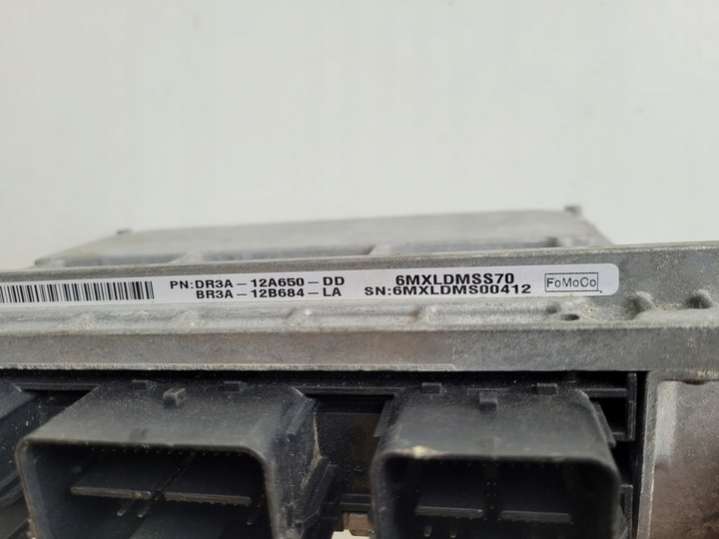 PN:DR3A-12A650-DD
BR3A-12B684-LA
6MXLDMSS70
SN:6MXLDMS00412
FoMoCo